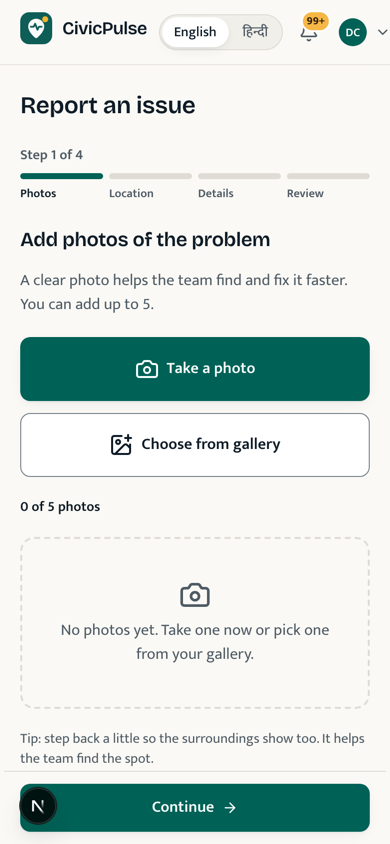 CivicPulse
English
हिन्दी
99+
DC
Report an issue
Step 1 of 4
Photos
Location
Details
Review
Add photos of the problem
A clear photo helps the team find and fix it faster.
You can add up to 5.
Take a photo
Choose from gallery
0 of 5 photos
No photos yet. Take one now or pick one
from your gallery.
Tip: step back a little so the surroundings show too. It helps
the team find the spot.
N
Continue